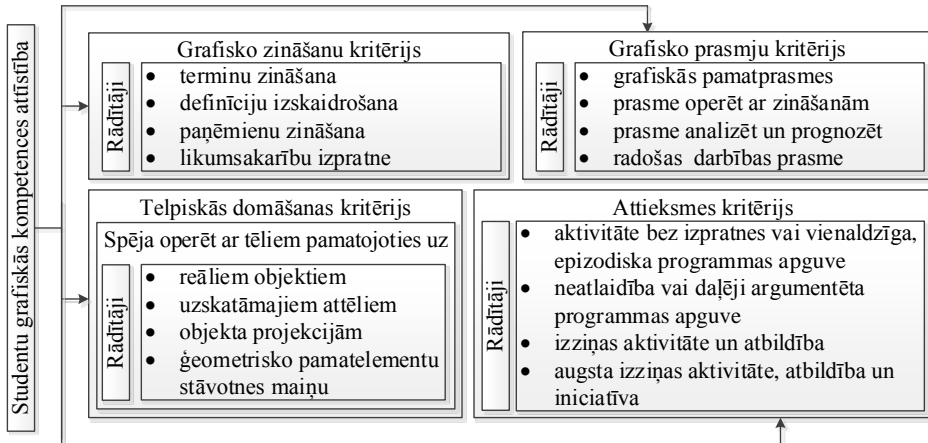 Studentu grafiskās kompetences attīstība
Grafisko zināšanu kritērijs
Rādītāji
• terminu zināšana
• definīciju izskaidrošana
• paņēmienu zināšana
• likumsakarību izpratne
Grafisko prasmju kritērijs
Rādītāji
• grafiskās pamatprasmes
• prasme operēt ar zināšanām
• prasme analizēt un prognozēt
• radošas darbības prasme
Telpiskās domāšanas kritērijs
Spēja operēt ar tēliem pamatojoties uz
Rādītāji
• reāliem objektiem
• uzskatāmajiem attēliem
• objekta projekcijām
• ģeometrisko pamatelementu
stāvotnes maiņu
Attieksmes kritērijs
Rādītāji
• aktivitāte bez izpratnes vai vienaldzīga,
epizodiska programmas apguve
• neatlaidība vai daļēji argumentēta
programmas apguve
• izziņas aktivitāte un atbildība
• augsta izziņas aktivitāte, atbildība un
iniciatīva